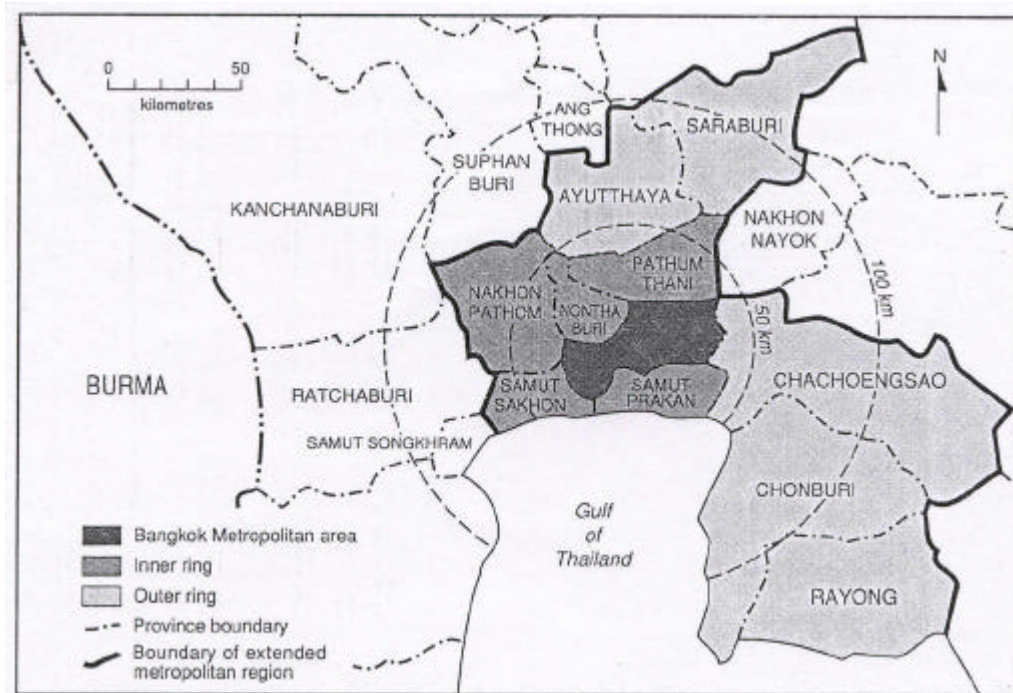 0 50
kilometres
N
ANG
THONG
SARABURI
SUPHAN
BURI
AYUTTHAYA
KANCHANABURI
NAKHON
NAYOK
PATHUM
THANI
NAKHON
PATHOM
NONTHA
BURI
100 km
50 km
BURMA
RATCHABURI
SAMUT
SAKHON
SAMUT
PRAKAN
CHACHOENGSAO
SAMUT SONGKHRAM
CHONBURI
Gulf
of
Thailand
RAYONG
Bangkok Metropolitan area
Inner ring
Outer ring
Province boundary
Boundary of extended
metropolitan region